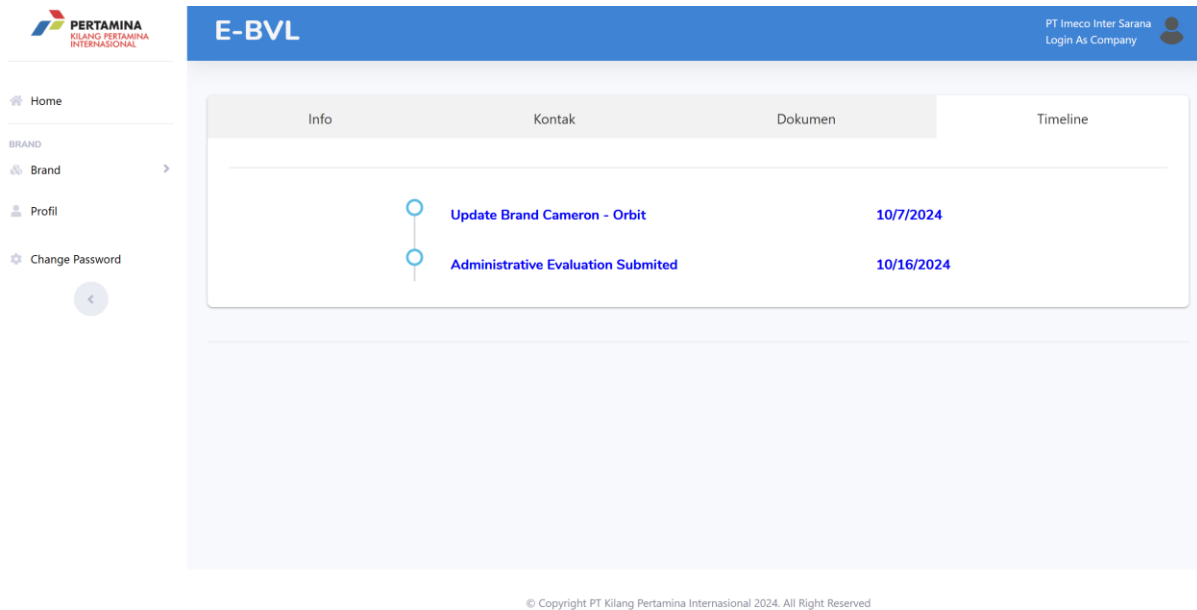 PERTAMINA
KILANG PERTAMINA
INTERNASIONAL
E-BVL
PT Imeco Inter Sarana
Login As Company
Home
BRAND
Brand
Profil
Change Password
Info Kontak Dokumen Timeline
Update Brand Cameron - Orbit 10/7/2024
Administrative Evaluation Submited 10/16/2024
© Copyright PT Kilang Pertamina Internasional 2024. All Right Reserved